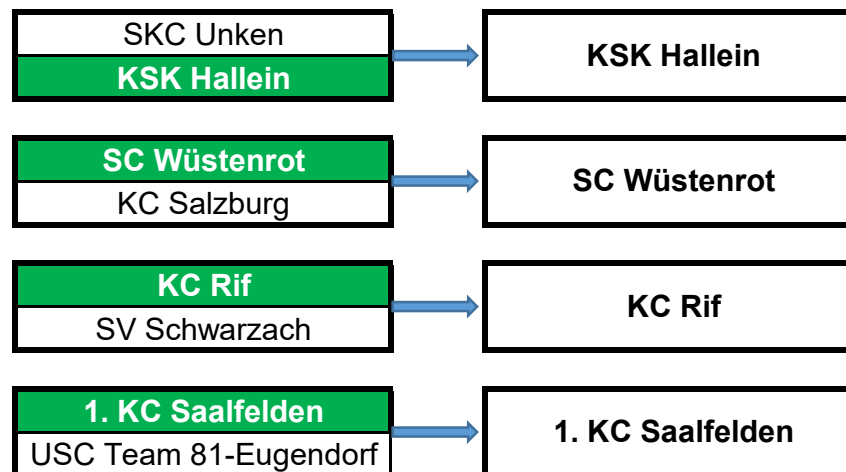 SKC Unken
KSK Hallein
KSK Hallein
SC Wüstenrot
KC Salzburg
SC Wüstenrot
KC Rif
SV Schwarzach
KC Rif
1. KC Saalfelden
USC Team 81-Eugendorf
1. KC Saalfelden